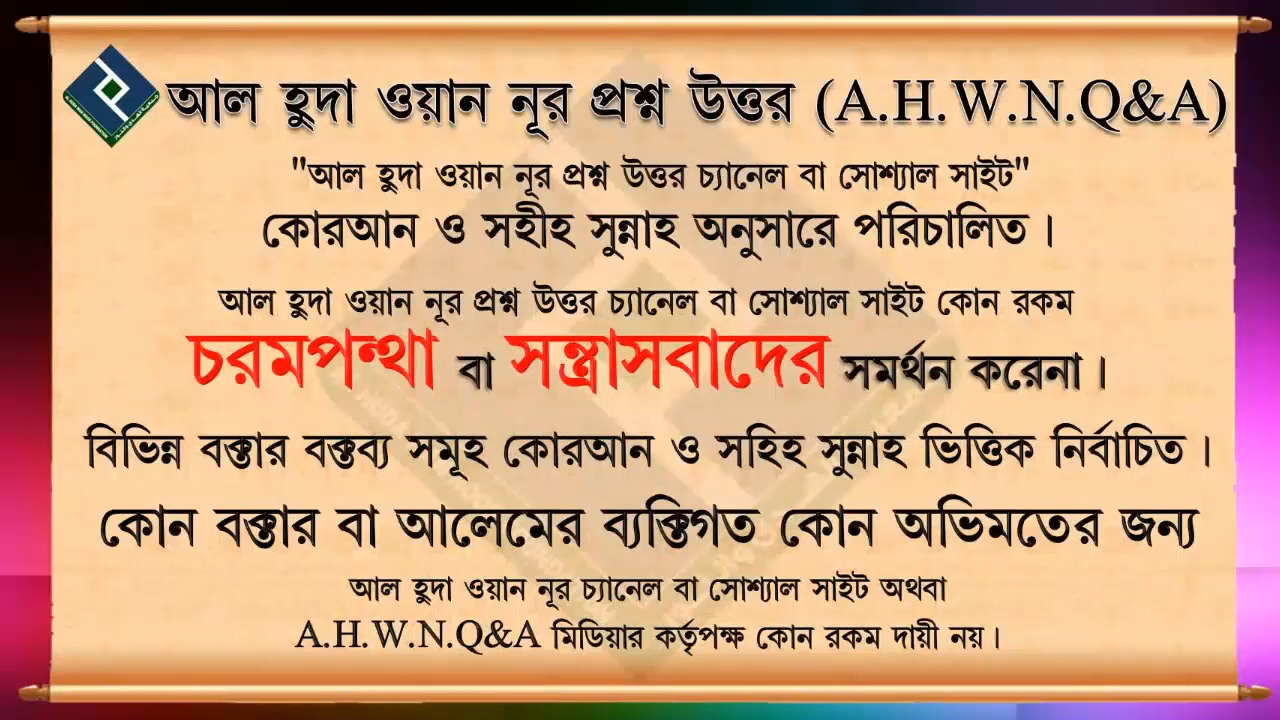 আল হুদা ওয়ান নূর প্রশ্ন উত্তর (A.H.W.N.Q&A)
"আল হুদা ওয়ান নূর প্রশ্ন উত্তর চ্যানেল বা সোশ্যাল সাইট"
কোরআন ও সহীহ সুন্নাহ অনুসারে পরিচালিত।
আল হুদা ওয়ান নূর প্রশ্ন উত্তর চ্যানেল বা সোশ্যাল সাইট কোন রকম
চরমপন্থা বা সন্ত্রাসবাদের সমর্থন করেনা।
বিভিন্ন বক্তার বক্তব্য সমূহ কোরআন ও সহিহ সুন্নাহ ভিত্তিক নির্বাচিত।
কোন বক্তার বা আলেমের ব্যক্তিগত কোন অভিমতের জন্য
আল হুদা ওয়ান নূর চ্যানেল বা সোশ্যাল সাইট অথবা
A.H.W.N.Q&A মিডিয়ার কর্তৃপক্ষ কোন রকম দায়ী নয়।